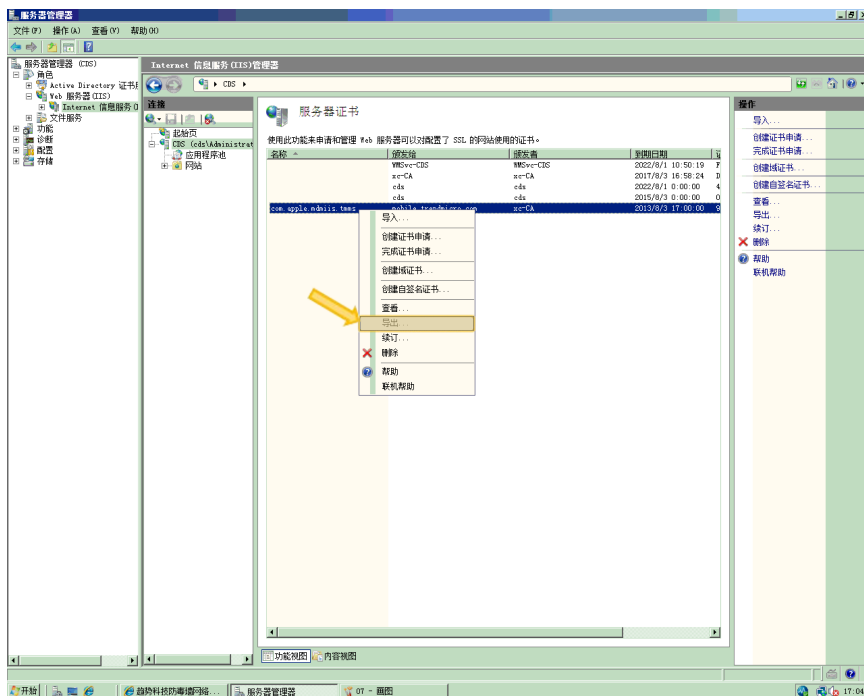 服务器管理器
文件(F) 操作(A) 查看(V) 帮助(H)
服务器管理器 (CDS)
角色
Active Directory 证书
Web 服务器(IIS)
Internet 信息服务(I
文件服务
功能
诊断
配置
存储
Internet 信息服务(IIS)管理器
CDS
连接
起始页
CDS (cds\Administrat
应用程序池
网站
服务器证书
使用此功能来申请和管理 Web 服务器可以对配置了 SSL 的网站使用的证书。
名称 颁发给 颁发者 到期日期 证
WMSvc-CDS WMSvc-CDS 2022/8/1 10:50:19 F
xc-CA xc-CA 2017/8/3 16:58:24 D
cds cds 2022/8/1 0:00:00 4
cds cds 2015/8/3 0:00:00 0
com.apple.mdmiis.tmms mobile.trendmicro.com xc-CA 2013/8/3 17:00:00 9
导入...
创建证书申请...
完成证书申请...
创建域证书...
创建自签名证书...
查看...
导出...
续订...
删除
帮助
联机帮助
操作
导入...
创建证书申请...
完成证书申请...
创建域证书...
创建自签名证书...
查看...
导出...
续订...
删除
帮助
联机帮助
功能视图 内容视图
开始 趋势科技防毒墙网络... 服务器管理器 07 - 画图 17:04